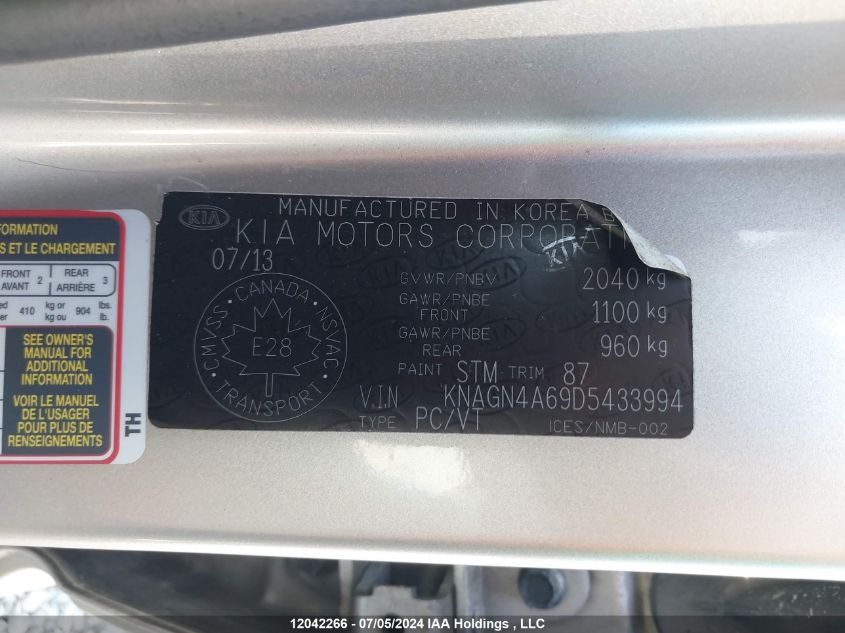 MANUFACTURED IN KOREA B
KIA
KIA MOTORS CORPORATI
07/13
GVWR/PNBV 2040 kg
GAWR/PNBE
FRONT 1100 kg
GAWR/PNBE
REAR 960 kg
PAINT STM TRIM 87
V.I.N KNAGN4A69D5433994
TYPE PC/VT
ICES/NMB-002
CANADA
CMVSS NSVAC
E28
TRANSPORT
FORMATION
S ET LE CHARGEMENT
FRONT 2 REAR 3
AVANT ARRIÈRE
410 kg or 904 lbs.
kg ou lb.
SEE OWNER'S
MANUAL FOR
ADDITIONAL
INFORMATION
VOIR LE MANUEL
DE L'USAGER
POUR PLUS DE
RENSEIGNEMENTS
TH
12042266 - 07/05/2024 IAA Holdings, LLC